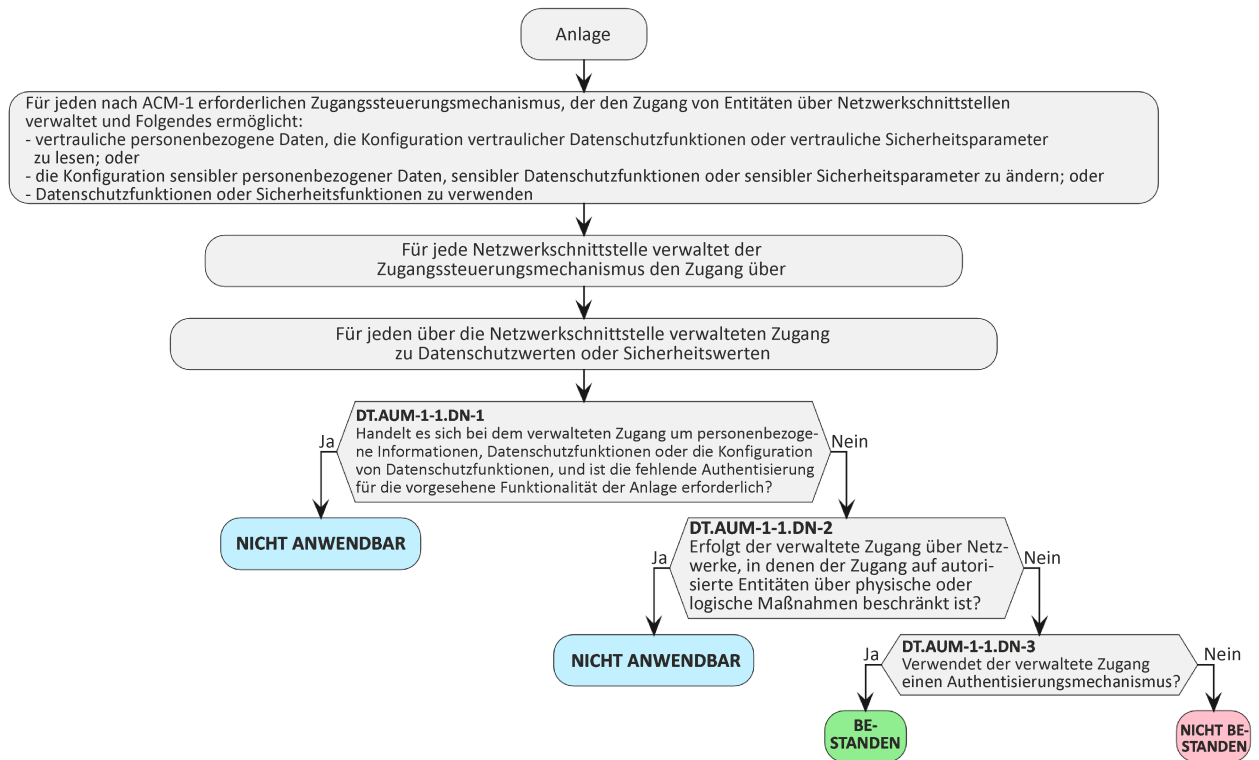 Anlage
Für jeden nach ACM-1 erforderlichen Zugangssteuerungsmechanismus, der den Zugang von Entitäten über Netzwerkschnittstellen
verwaltet und Folgendes ermöglicht:
- vertrauliche personenbezogene Daten, die Konfiguration vertraulicher Datenschutzfunktionen oder vertrauliche Sicherheitsparameter
zu lesen; oder
- die Konfiguration sensibler personenbezogener Daten, sensibler Datenschutzfunktionen oder sensibler Sicherheitsparameter zu ändern; oder
- Datenschutzfunktionen oder Sicherheitsfunktionen zu verwenden
Für jede Netzwerkschnittstelle verwaltet der
Zugangssteuerungsmechanismus den Zugang über
Für jeden über die Netzwerkschnittstelle verwalteten Zugang
zu Datenschutzwerten oder Sicherheitswerten
DT.AUM-1-1.DN-1
Handelt es sich bei dem verwalteten Zugang um personenbezoge-
ne Informationen, Datenschutzfunktionen oder die Konfiguration
von Datenschutzfunktionen, und ist die fehlende Authentisierung
für die vorgesehene Funktionalität der Anlage erforderlich?
Ja
Nein
NICHT ANWENDBAR
DT.AUM-1-1.DN-2
Erfolgt der verwaltete Zugang über Netz-
werke, in denen der Zugang auf autori-
sierte Entitäten über physische oder
logische Maßnahmen beschränkt ist?
Ja
Nein
NICHT ANWENDBAR
DT.AUM-1-1.DN-3
Verwendet der verwaltete Zugang
einen Authentisierungsmechanismus?
Ja
Nein
BE-
STANDEN
NICHT BE-
STANDEN